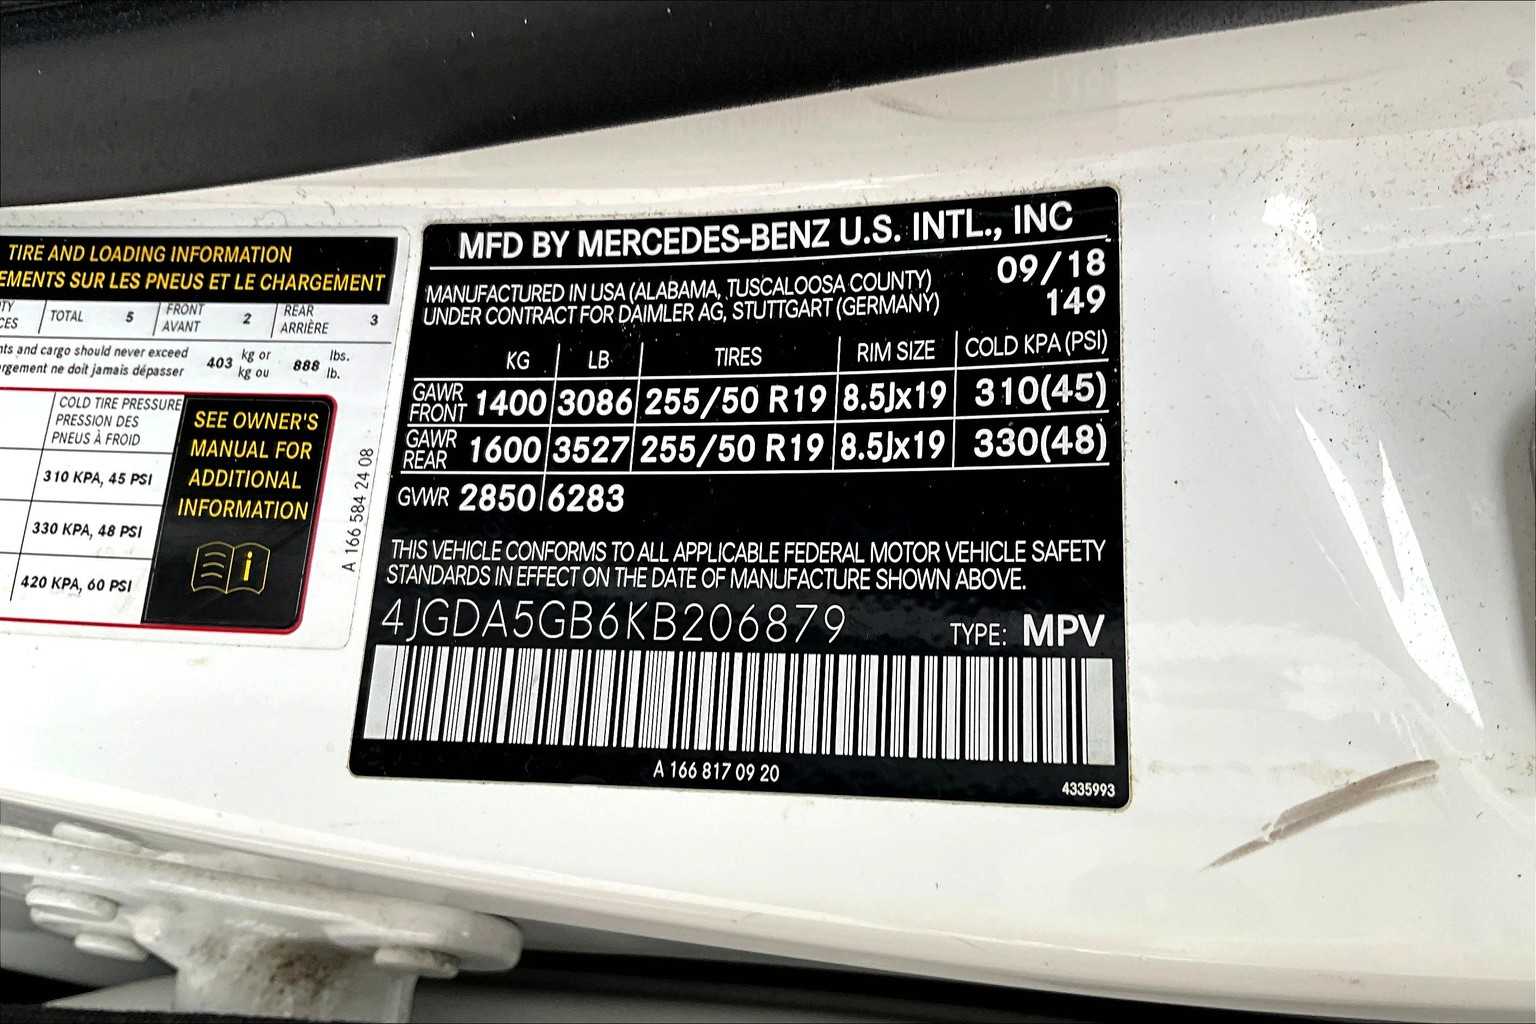 TIRE AND LOADING INFORMATION
EMENTS SUR LES PNEUS ET LE CHARGEMENT
TOTAL 5 FRONT AVANT 2 REAR ARRIÈRE 3
and cargo should never exceed 403 kg or 888 lbs.
ne doit jamais dépasser kg ou lb.
COLD TIRE PRESSURE
PRESSION DES
PNEUS À FROID
310 KPA, 45 PSI
330 KPA, 48 PSI
420 KPA, 60 PSI
SEE OWNER'S
MANUAL FOR
ADDITIONAL
INFORMATION
i
A 166 584 24 08
MFD BY MERCEDES-BENZ U.S. INTL., INC
MANUFACTURED IN USA (ALABAMA, TUSCALOOSA COUNTY) 09/18
UNDER CONTRACT FOR DAIMLER AG, STUTTGART (GERMANY) 149
KG LB TIRES RIM SIZE COLD KPA (PSI)
GAWR FRONT 1400 3086 255/50 R19 8.5Jx19 310(45)
GAWR REAR 1600 3527 255/50 R19 8.5Jx19 330(48)
GVWR 2850 6283
THIS VEHICLE CONFORMS TO ALL APPLICABLE FEDERAL MOTOR VEHICLE SAFETY
STANDARDS IN EFFECT ON THE DATE OF MANUFACTURE SHOWN ABOVE.
4JGDA5GB6KB206879 TYPE: MPV
A 166 817 09 20
4335993